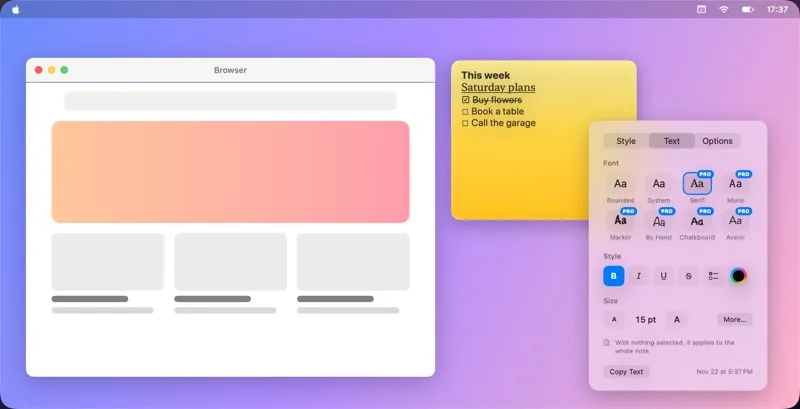 17:37
Browser
This week
Saturday plans
☑ Buy flowers
☐ Book a table
☐ Call the garage
Style Text Options
Font
PRO PRO
Aa Aa Aa Aa
Rounded System Serif Mono
PRO PRO PRO PRO
Aa Aa Aa Aa
Marker By Hand Chalkboard Avenir
Style
B I U S
Size
A 15 pt A More...
With nothing selected, it applies to the
whole note.
Copy Text Nov 22 at 5:37 PM